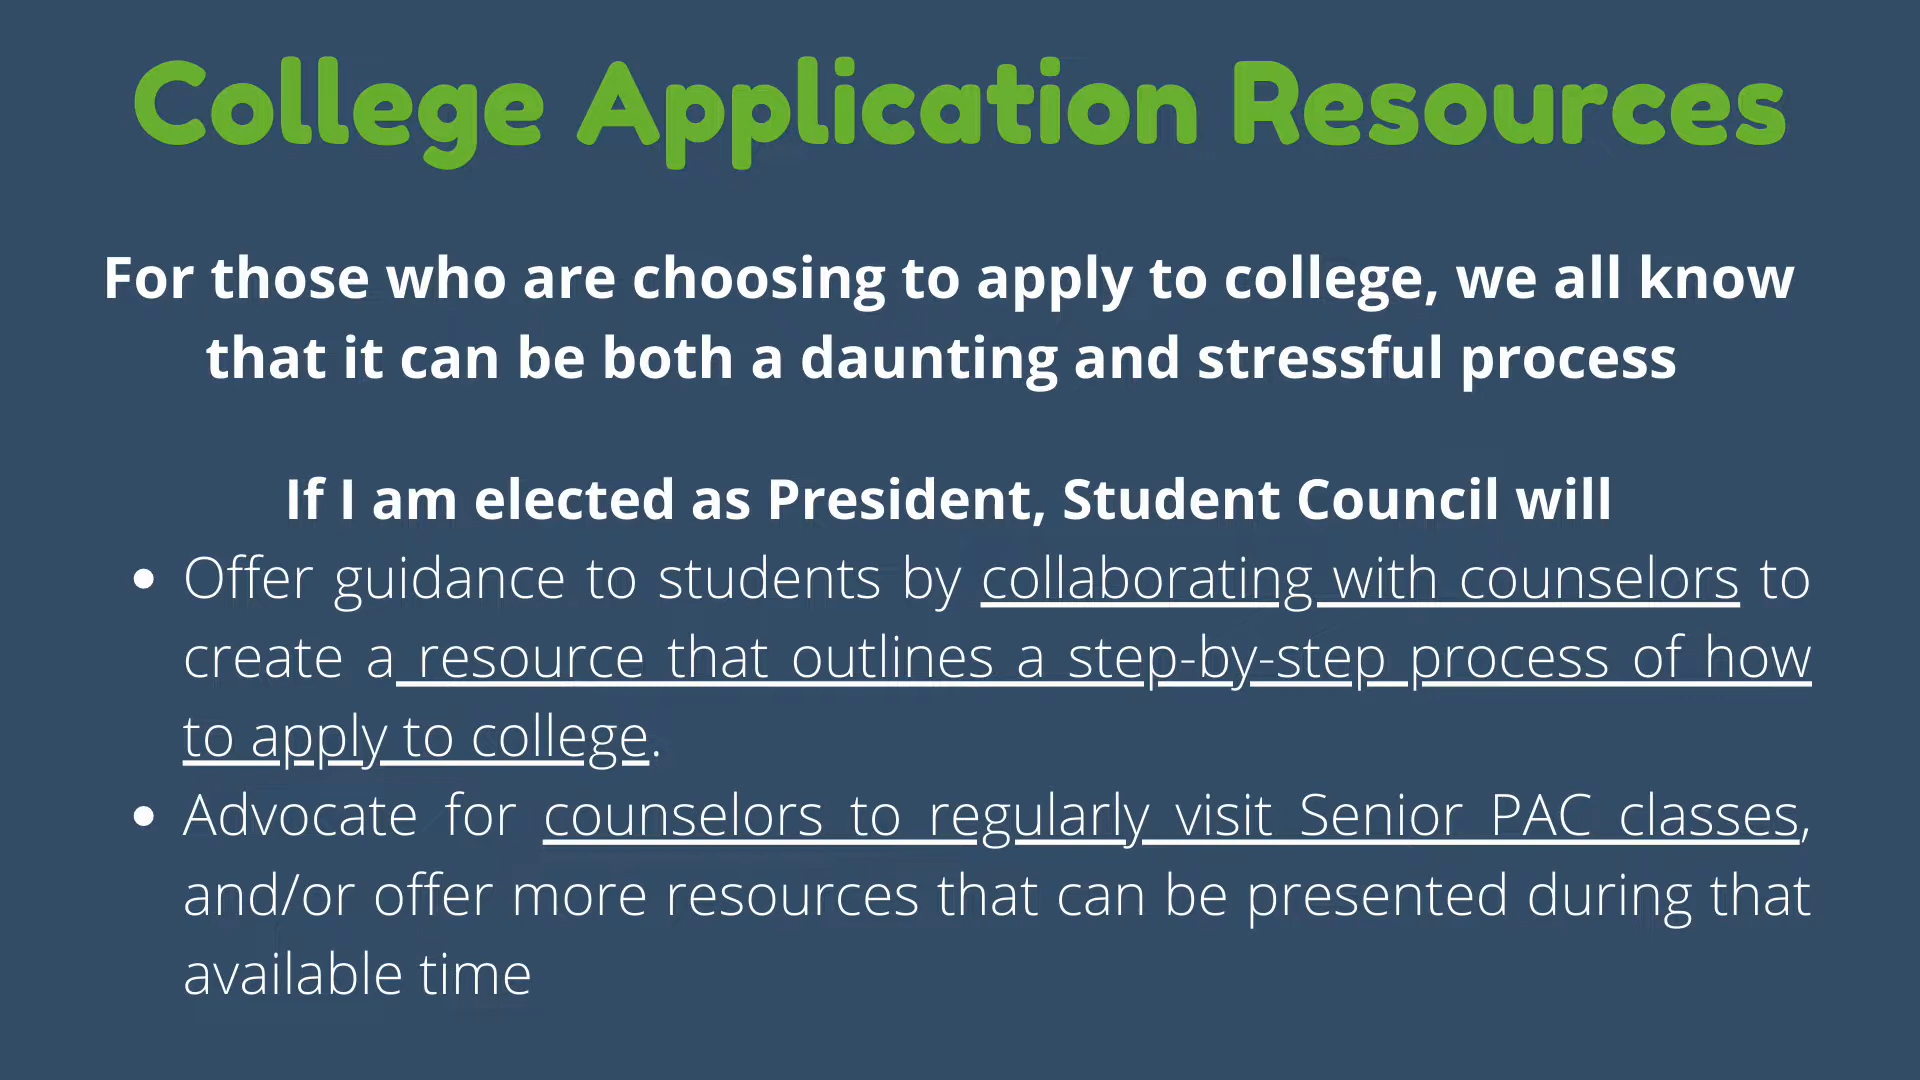 College Application Resources
For those who are choosing to apply to college, we all know
that it can be both a daunting and stressful process
If I am elected as President, Student Council will
• Offer guidance to students by collaborating with counselors to
create a resource that outlines a step-by-step process of how
to apply to college.
• Advocate for counselors to regularly visit Senior PAC classes,
and/or offer more resources that can be presented during that
available time